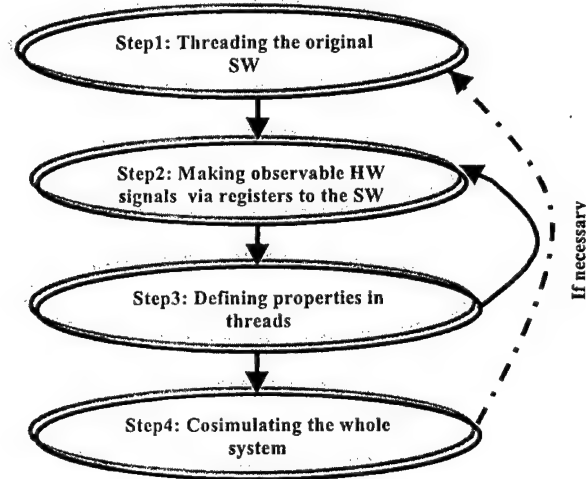 Step1: Threading the original
SW
Step2: Making observable HW
signals via registers to the SW
Step3: Defining properties in
threads
Step4: Cosimulating the whole
system
If necessary